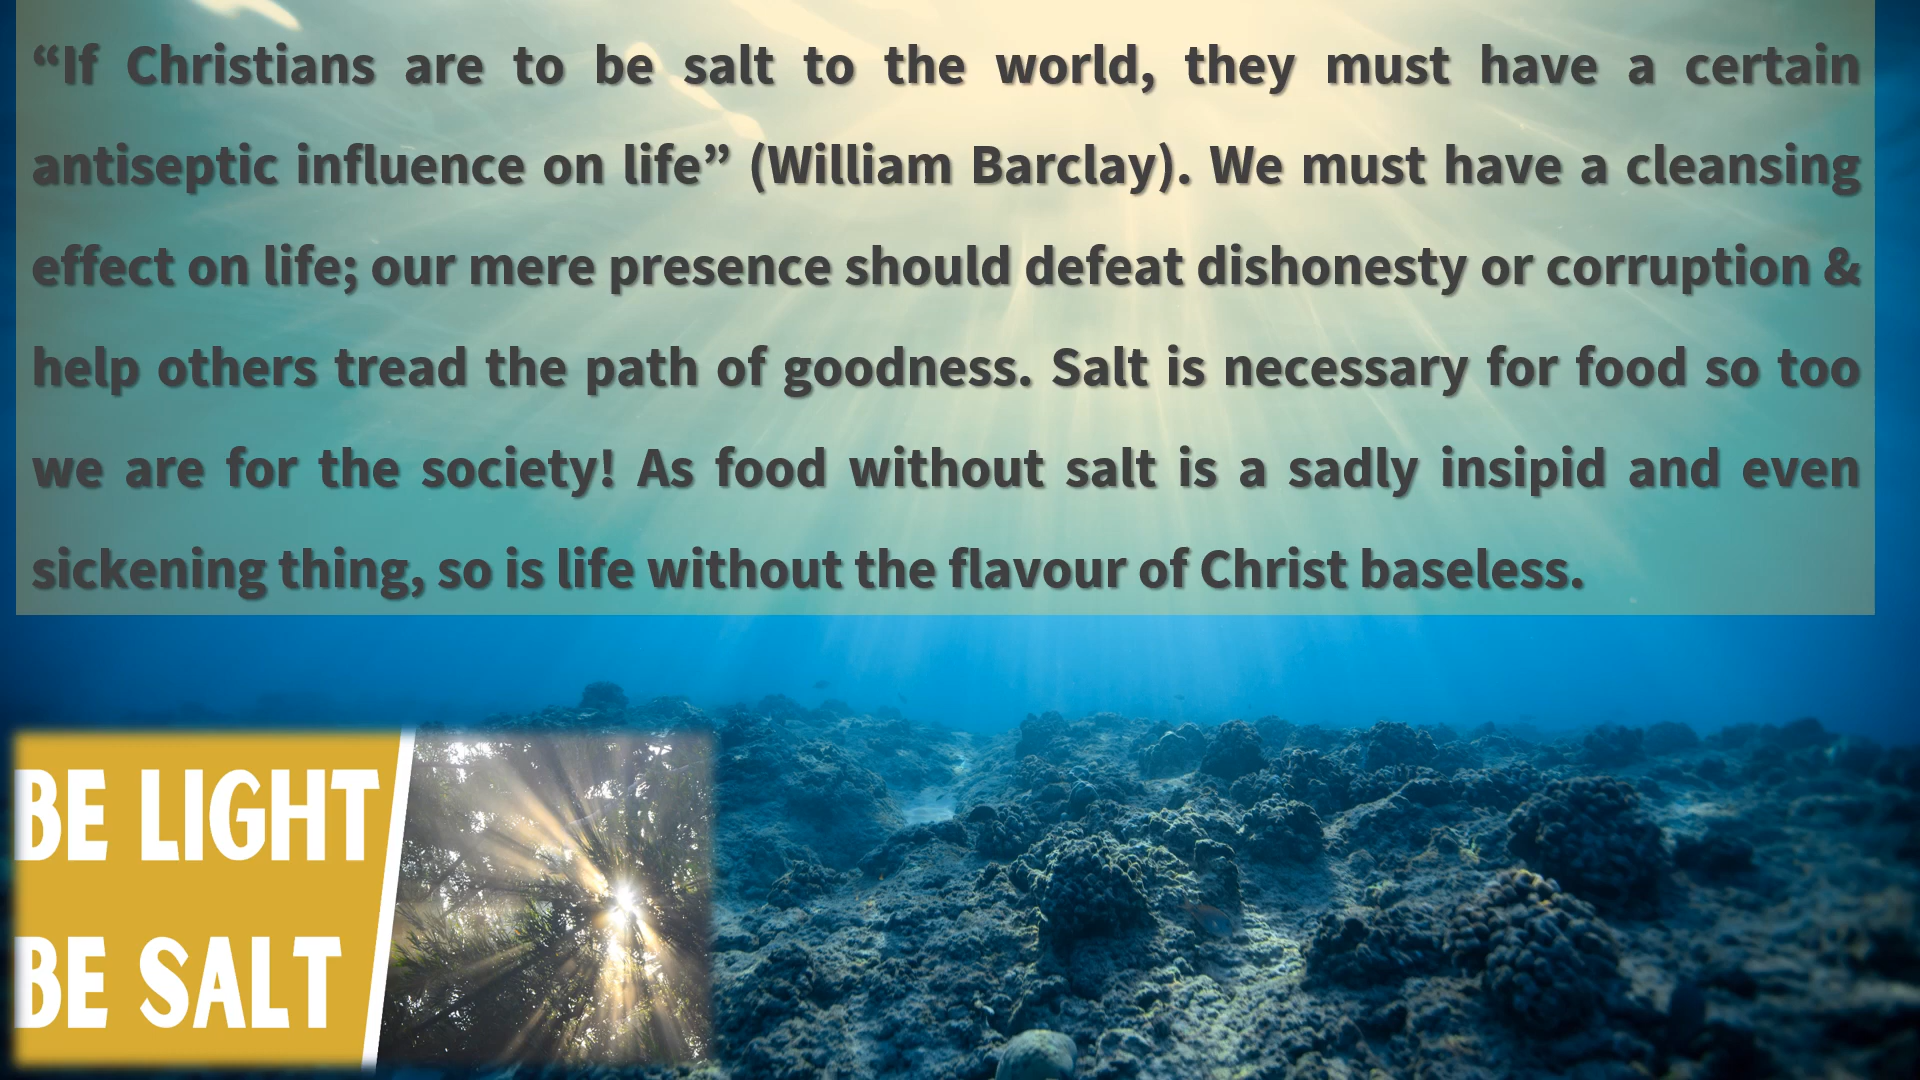 “If Christians are to be salt to the world, they must have a certain
antiseptic influence on life” (William Barclay). We must have a cleansing
effect on life; our mere presence should defeat dishonesty or corruption &
help others tread the path of goodness. Salt is necessary for food so too
we are for the society! As food without salt is a sadly insipid and even
sickening thing, so is life without the flavour of Christ baseless.
BE LIGHT
BE SALT